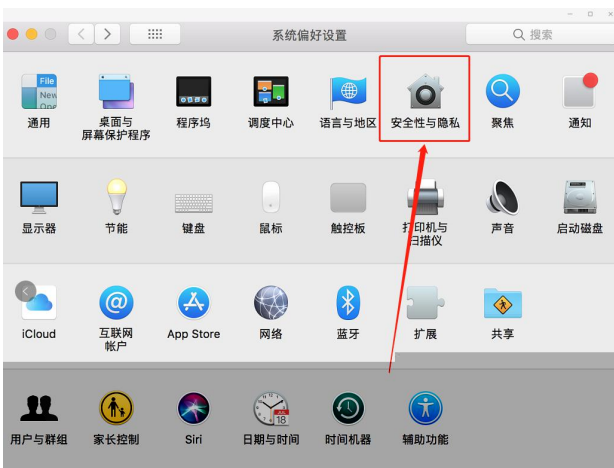 系统偏好设置
搜索
File
New
One
通用
桌面与
屏幕保护程序
程序坞
调度中心
语言与地区
安全性与隐私
聚焦
通知
显示器
节能
键盘
鼠标
触控板
打印机与
扫描仪
声音
启动磁盘
iCloud
@
互联网
帐户
App Store
网络
蓝牙
扩展
共享
用户与群组
家长控制
Siri
JUL
18
日期与时间
时间机器
辅助功能